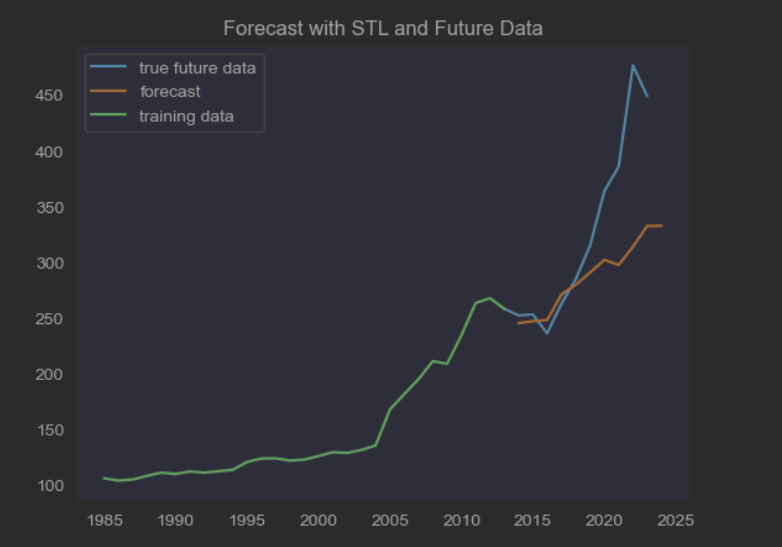 Forecast with STL and Future Data
true future data
forecast
training data
450
400
350
300
250
200
150
100
1985 1990 1995 2000 2005 2010 2015 2020 2025